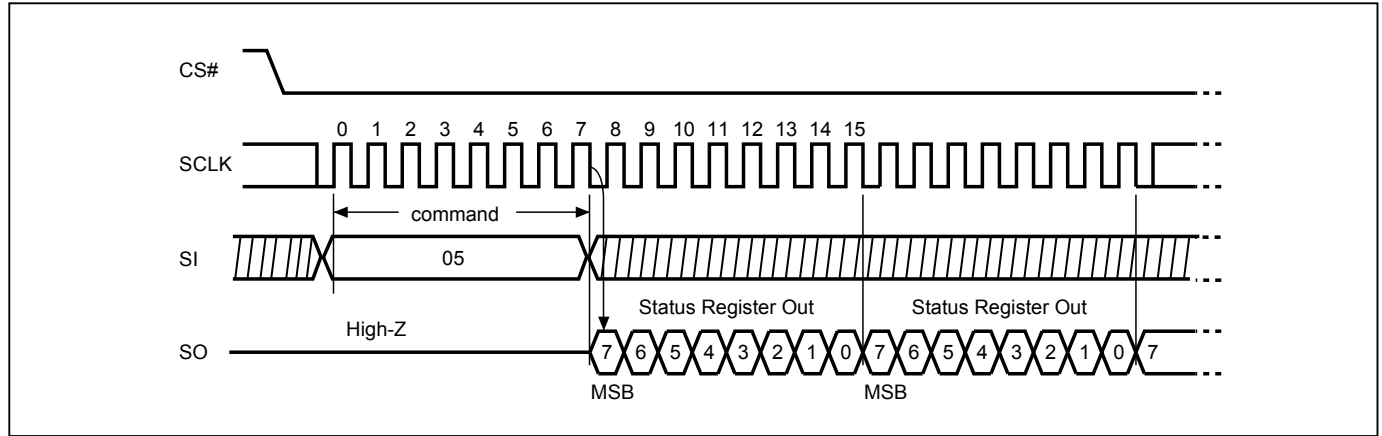 CS#
0 1 2 3 4 5 6 7 8 9 10 11 12 13 14 15
SCLK
command
SI
05
Status Register Out Status Register Out
High-Z
SO
7 6 5 4 3 2 1 0 7 6 5 4 3 2 1 0 7
MSB MSB